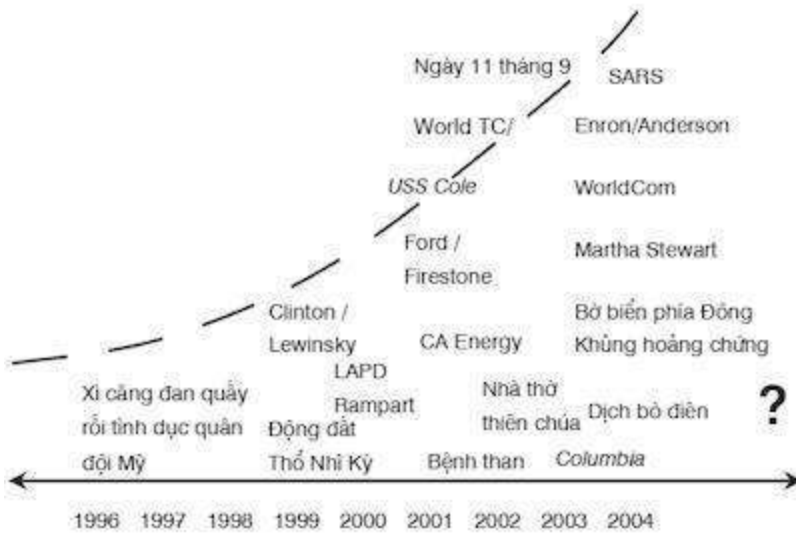 Ngày 11 tháng 9
SARS
World TC/
Enron/Anderson
USS Cole
WorldCom
Ford /
Firestone
Martha Stewart
Clinton /
Lewinsky
CA Energy
Bờ biển phía Đông
Khủng hoảng chứng
LAPD
Rampart
Xì căng đan quấy
rối tình dục quân
đội Mỹ
Động đất
Thổ Nhĩ Kỳ
Nhà thờ
thiên chúa
Dịch bò điên
?
Bệnh than
Columbia
1996 1997 1998 1999 2000 2001 2002 2003 2004